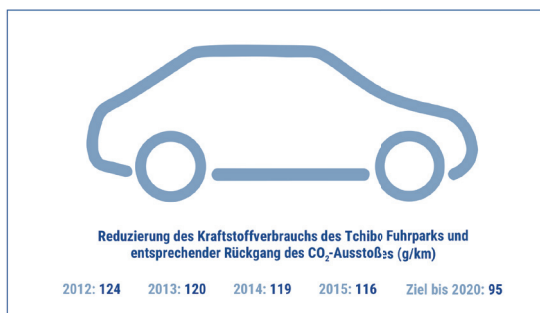 Reduzierung des Kraftstoffverbrauchs des Tchibo Fuhrparks und
entsprechender Rückgang des CO₂-Ausstoßes (g/km)
2012: 124 2013: 120 2014: 119 2015: 116 Ziel bis 2020: 95